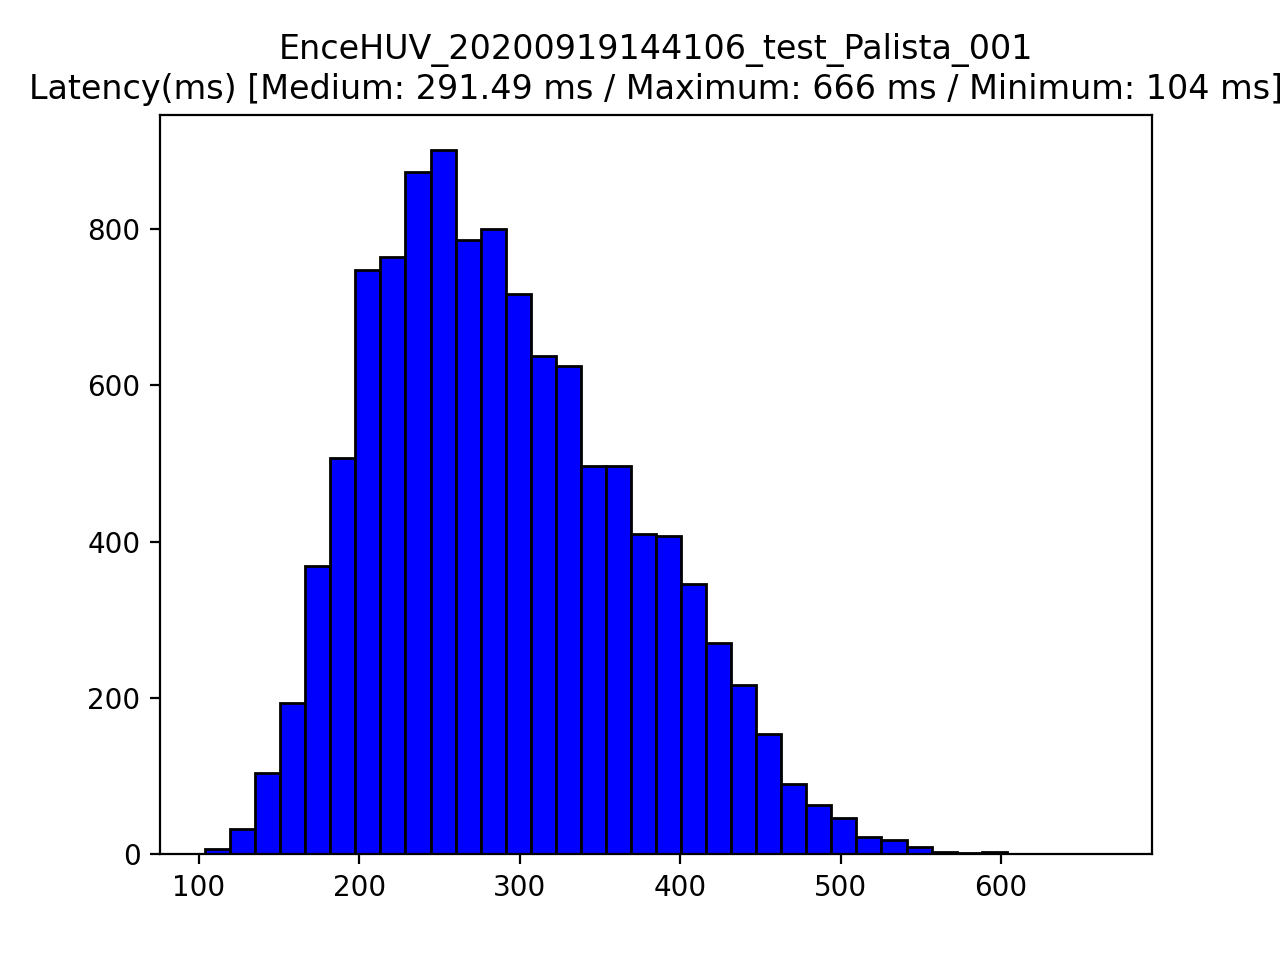 EnceHUV_20200919144106_test_Palista_001
Latency(ms) [Medium: 291.49 ms / Maximum: 666 ms / Minimum: 104 ms]
800
600
400
200
0
100 200 300 400 500 600